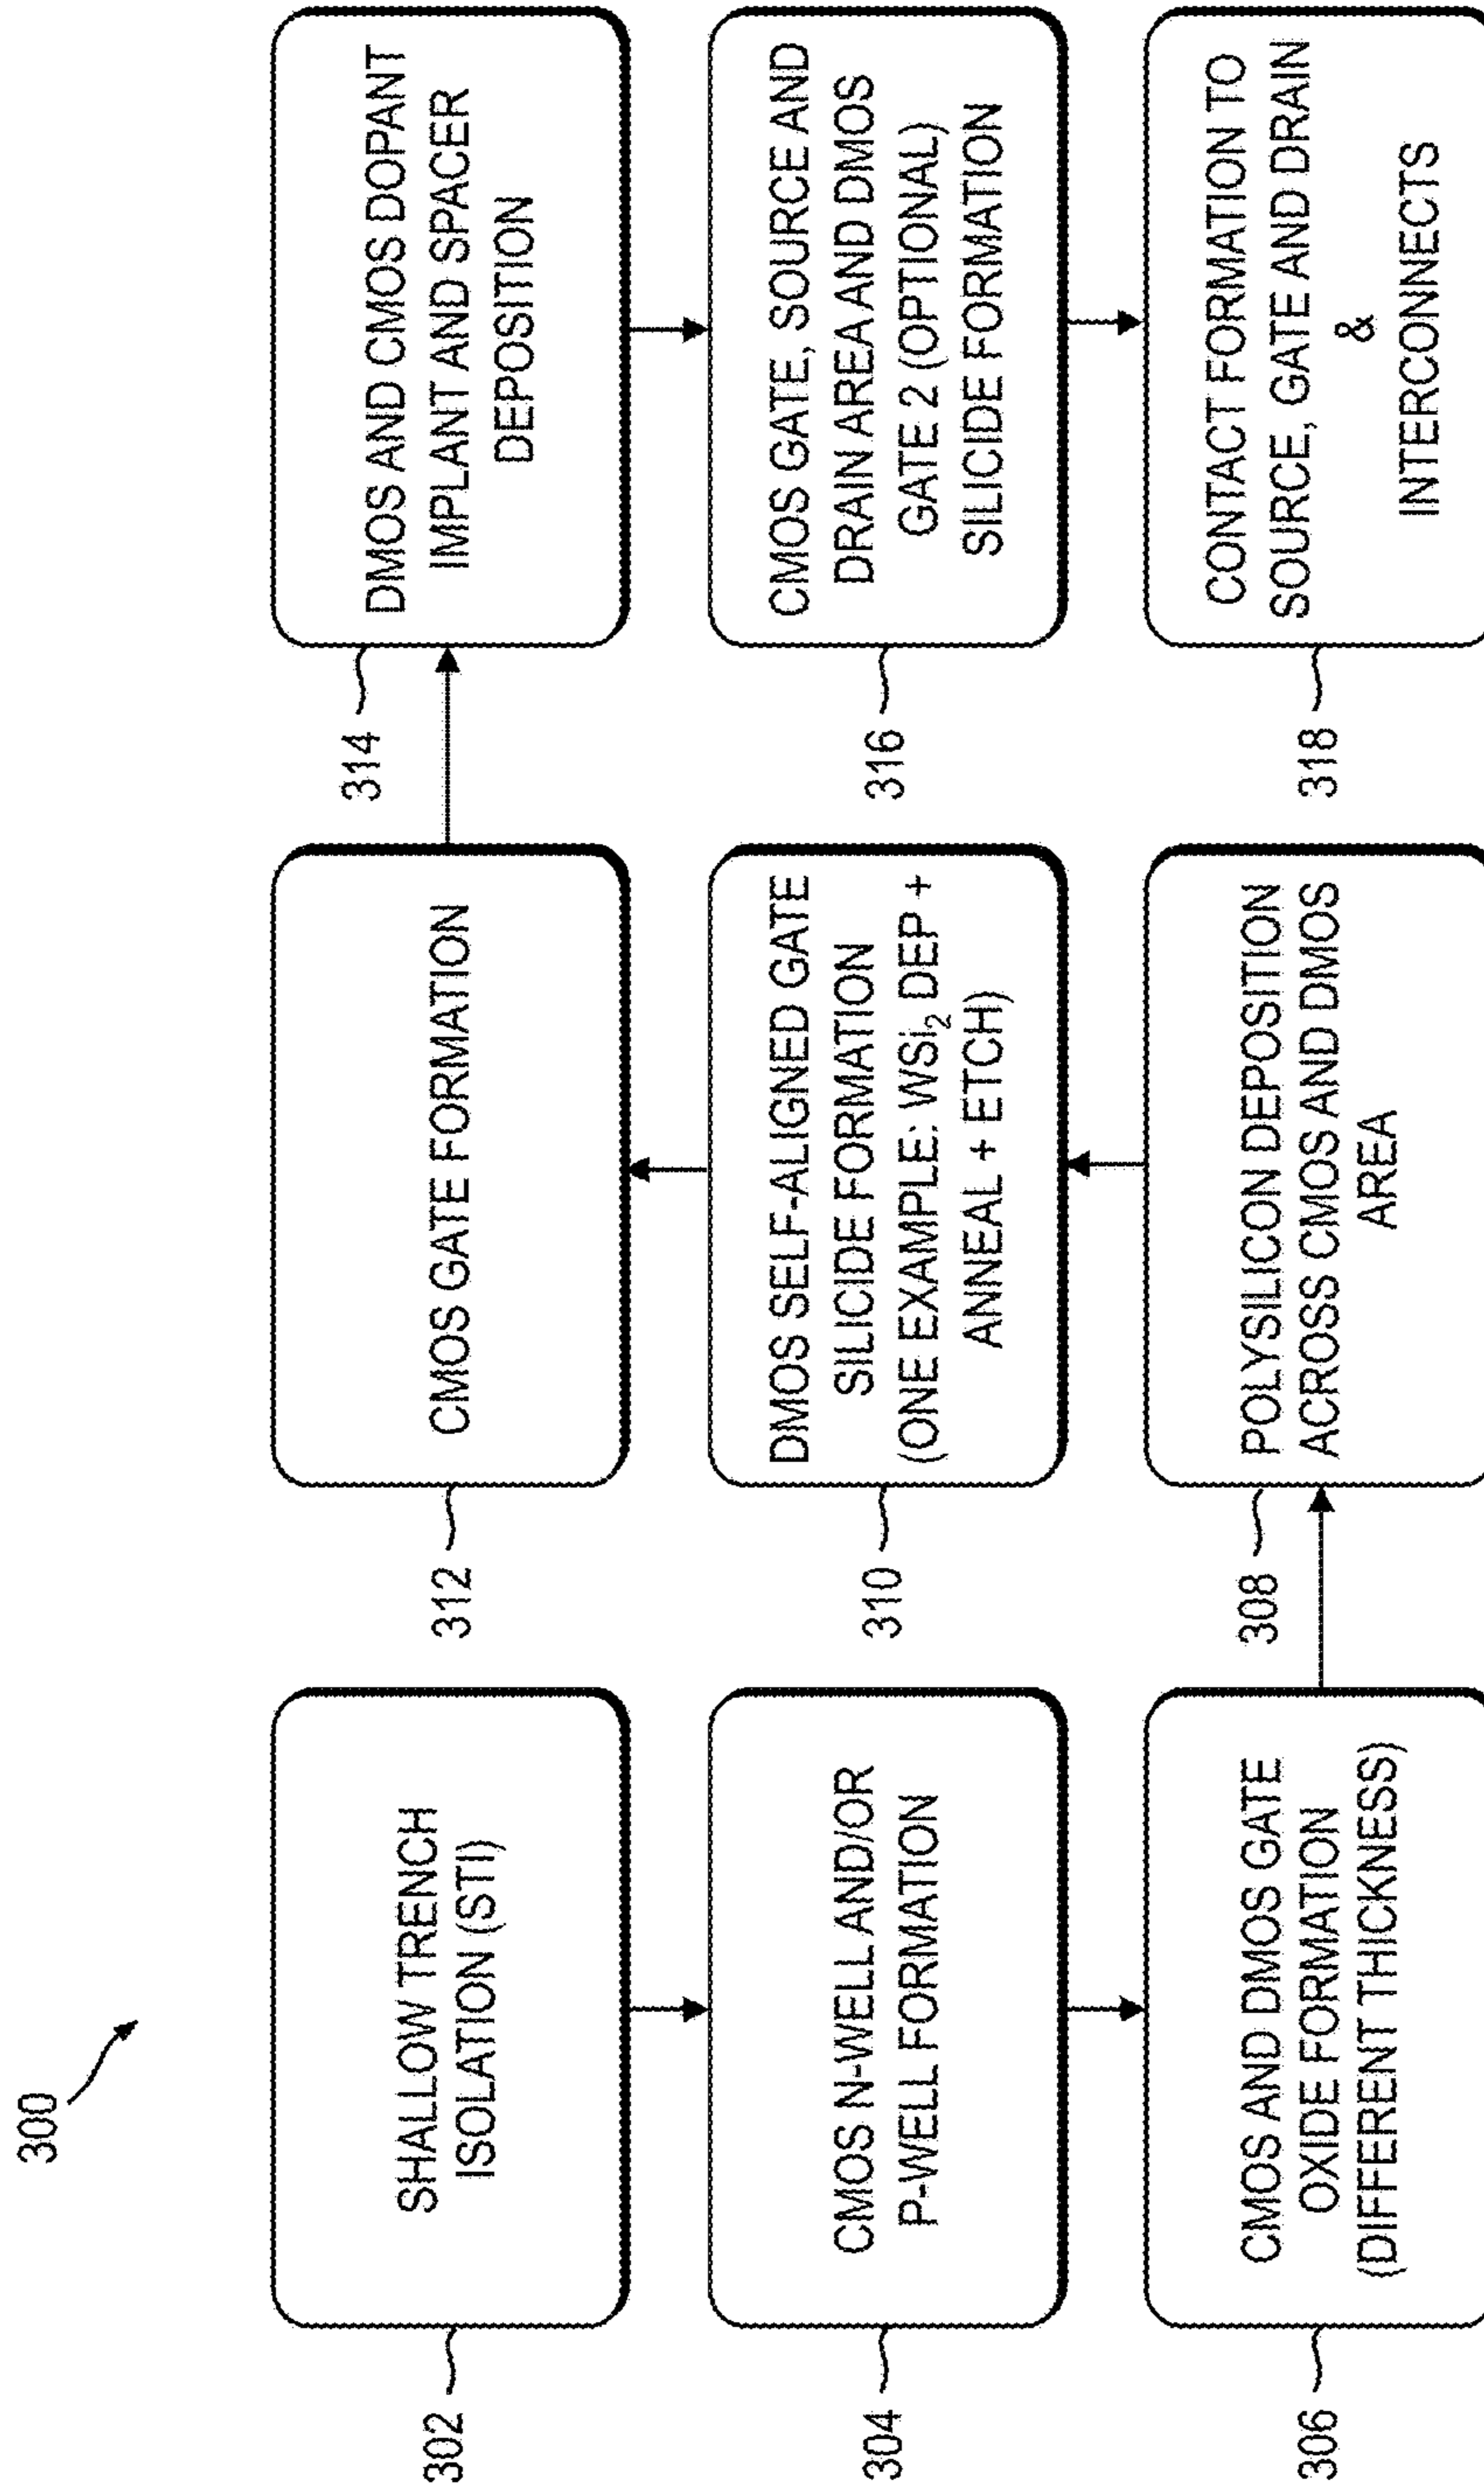 300
302
SHALLOW TRENCH
ISOLATION (STI)
304
CMOS N-WELL AND/OR
P-WELL FORMATION
306
CMOS AND DMOS GATE
OXIDE FORMATION
(DIFFERENT THICKNESS)
308
POLYSILICON DEPOSITION
ACROSS CMOS AND DMOS
AREA
310
DMOS SELF-ALIGNED GATE
SILICIDE FORMATION
(ONE EXAMPLE: WSi₂ DEP +
ANNEAL + ETCH)
312
CMOS GATE FORMATION
314
DMOS AND CMOS DOPANT
IMPLANT AND SPACER
DEPOSITION
316
CMOS GATE, SOURCE AND
DRAIN AREA AND DMOS
GATE 2 (OPTIONAL)
SILICIDE FORMATION
318
CONTACT FORMATION TO
SOURCE, GATE AND DRAIN
&
INTERCONNECTS